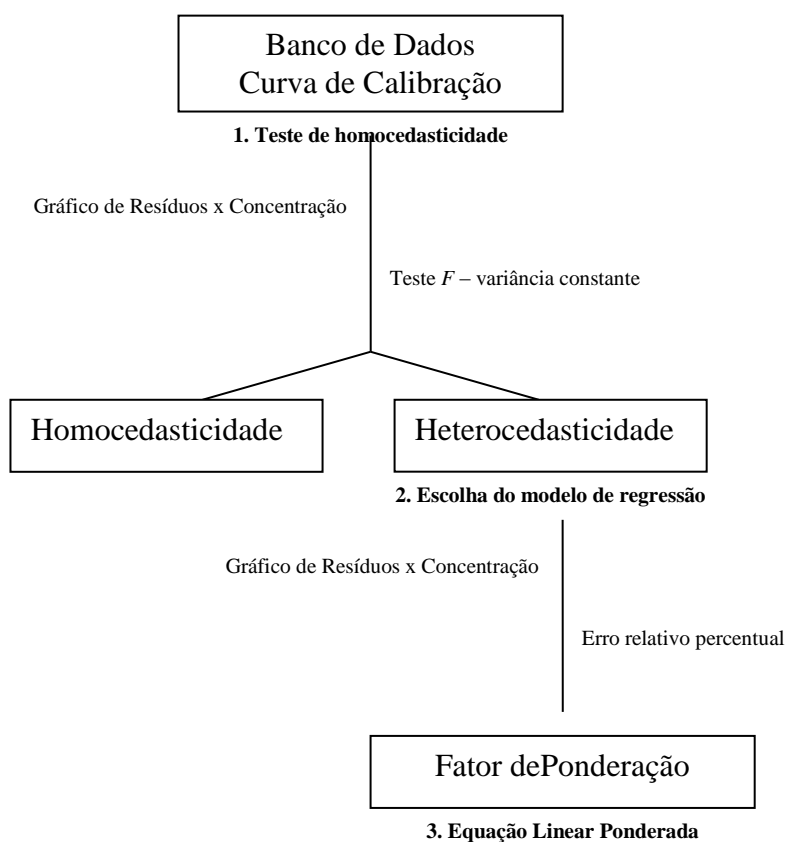 Banco de Dados
Curva de Calibração
1. Teste de homocedasticidade
Gráfico de Resíduos x Concentração
Teste F – variância constante
Homocedasticidade
Heterocedasticidade
2. Escolha do modelo de regressão
Gráfico de Resíduos x Concentração
Erro relativo percentual
Fator dePonderação
3. Equação Linear Ponderada